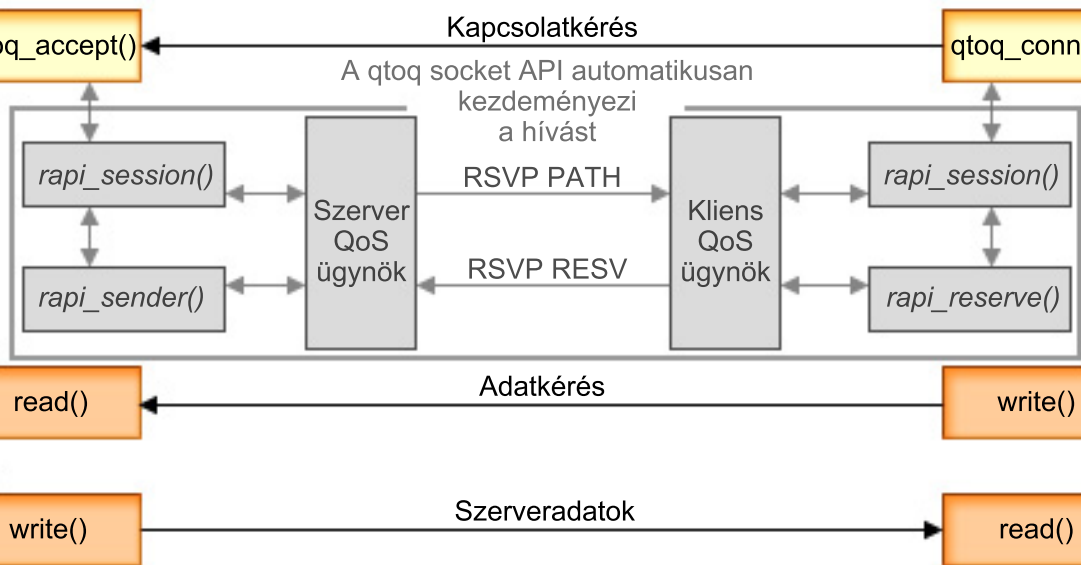 Kapcsolatkérés
oq_accept()
qtoq_conn
A qtoq socket API automatikusan
kezdeményezi
a hívást
rapi_session()
RSVP PATH
rapi_session()
Szerver
QoS
ügynök
Kliens
QoS
ügynök
rapi_sender()
RSVP RESV
rapi_reserve()
read()
Adatkérés
write()
write()
Szerveradatok
read()